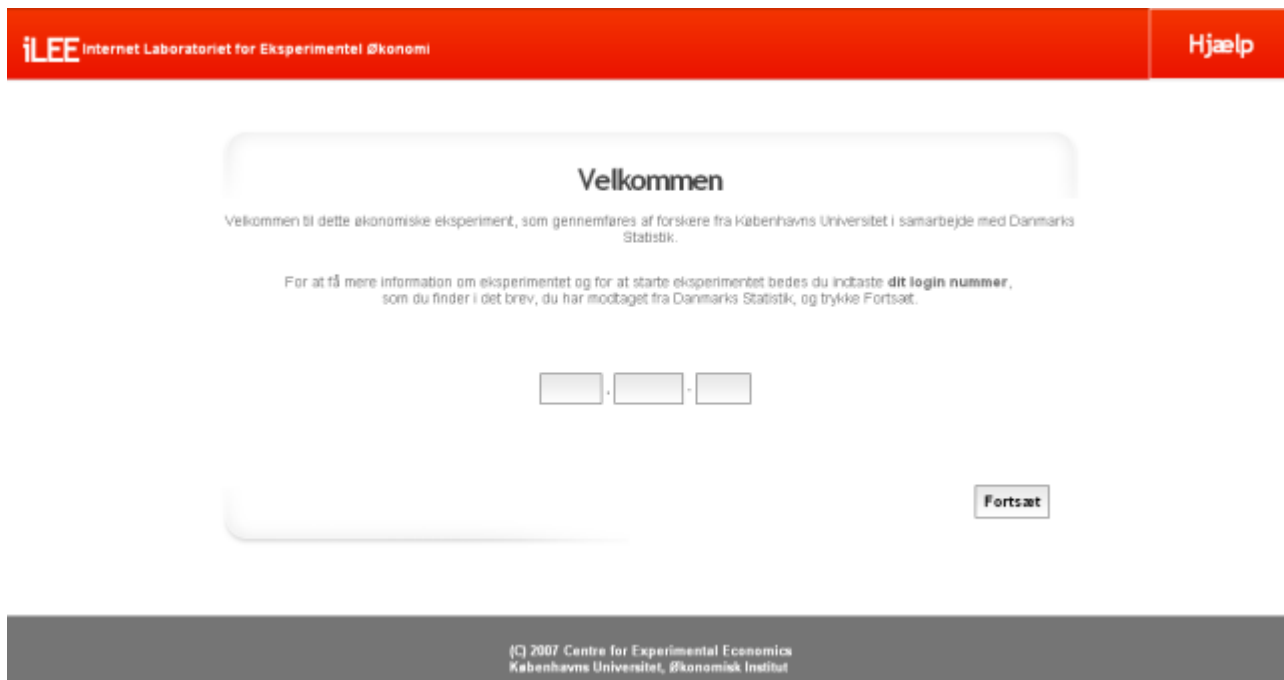 iLEE Internet Laboratoriet for Eksperimentel Økonomi
Hjælp
Velkommen
Velkommen til dette økonomiske eksperiment, som gennemføres af forskere fra Københavns Universitet i samarbejde med Danmarks
Statistik.
For at få mere information om eksperimentet og for at starte eksperimentet bedes du indtaste dit login nummer,
som du finder i det brev, du har modtaget fra Danmarks Statistik, og trykke Fortsæt.
. -
Fortsæt
(C) 2007 Centre for Experimental Economics
Københavns Universitet, Økonomisk Institut